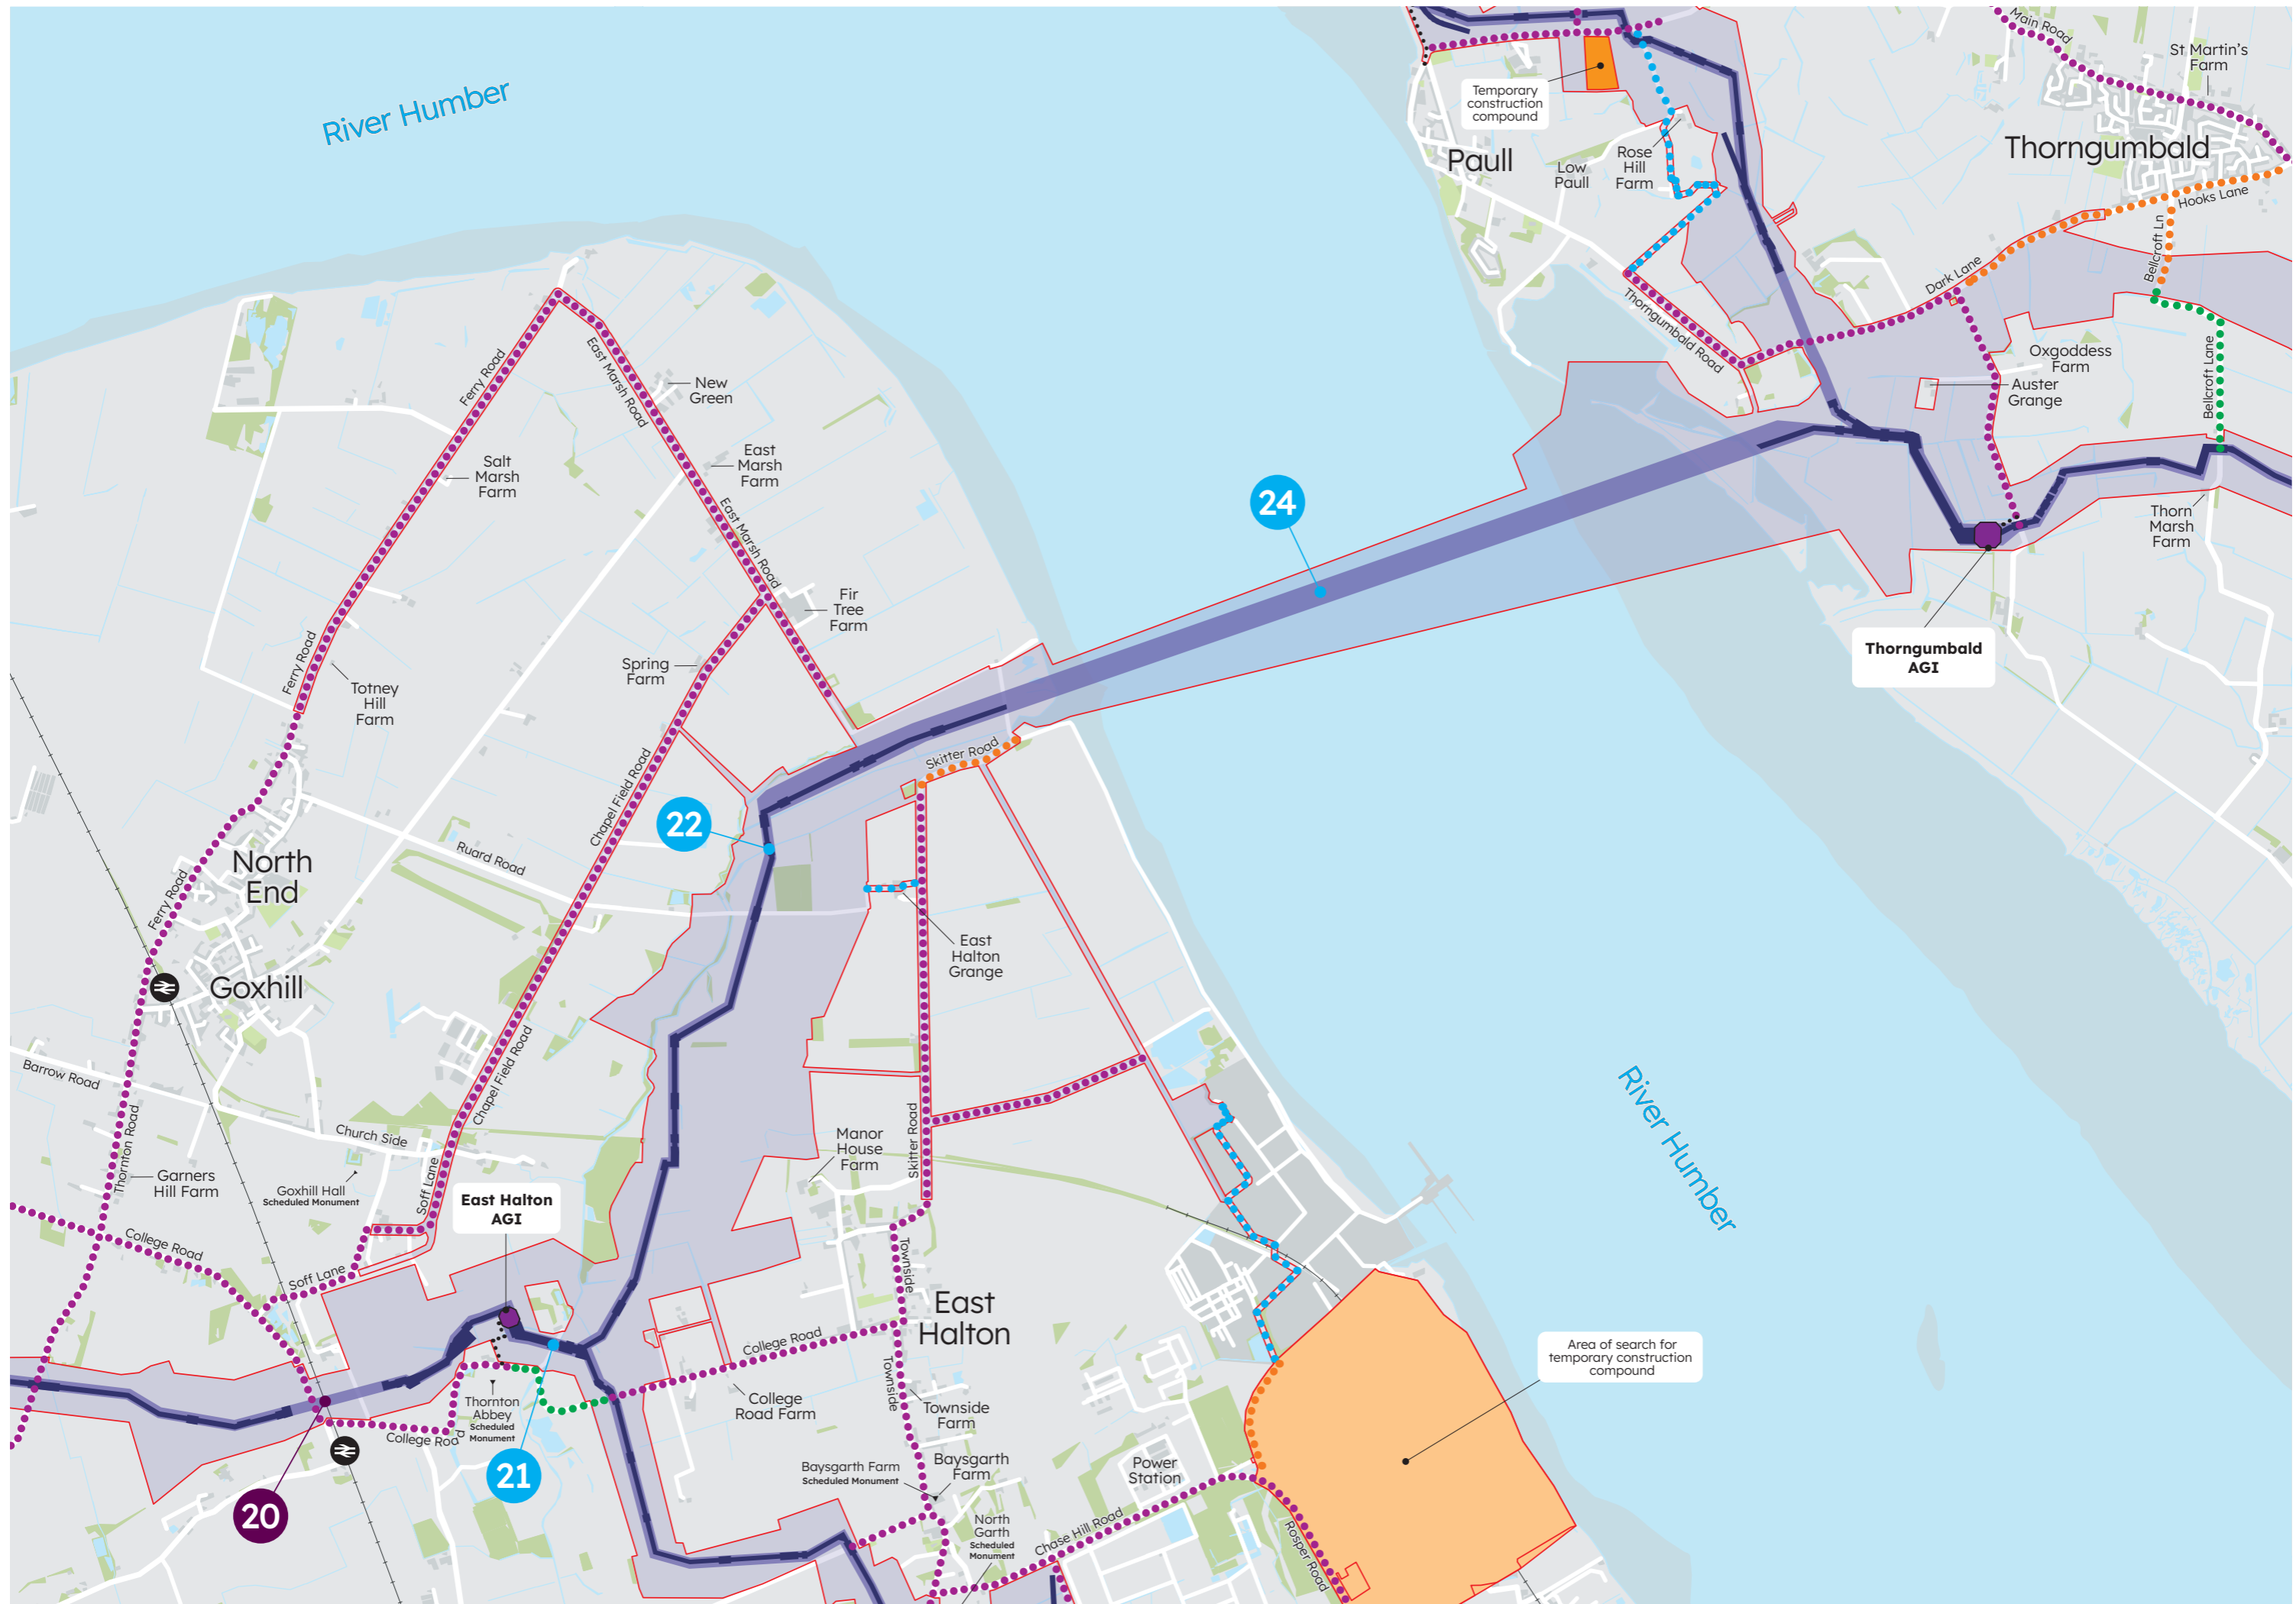 River Humber
Main Road
St Martin's
Farm
Thorngumbald
Temporary
construction
compound
Paull
Low
Paull
Rose
Hill
Farm
Hooks Lane
Bellcroft Ln
Dark Lane
Thorngumbald Road
Oxgoddess
Farm
Auster
Grange
Bellcroft Lane
Ferry Road
East Marsh Road
New
Green
Salt
Marsh
Farm
East
Marsh
Farm
East Marsh Road
24
Thorn
Marsh
Farm
Fir
Tree
Farm
Ferry Road
Spring
Farm
Totney
Hill
Farm
Thorngumbald
AGI
Skitter Road
Chapel Field Road
22
North
End
Ruard Road
Ferry Road
East
Halton
Grange
Goxhill
Chapel Field Road
Barrow Road
River Humber
Thornton Road
Church Side
Manor
House
Farm
Skitter Road
Garners
Hill Farm
Goxhill Hall
Scheduled Monument
Soff Lane
East Halton
AGI
College Road
Soff Lane
Townside
East
Halton
College Road
Area of search for
temporary construction
compound
Townside
Thornton
Abbey
Scheduled
Monument
College Road
College
Road Farm
Townside
Farm
21
20
Baysgarth Farm
Scheduled Monument
Baysgarth
Farm
Power
Station
North
Garth
Scheduled
Monument
Chase Hill Road
Rosper Road